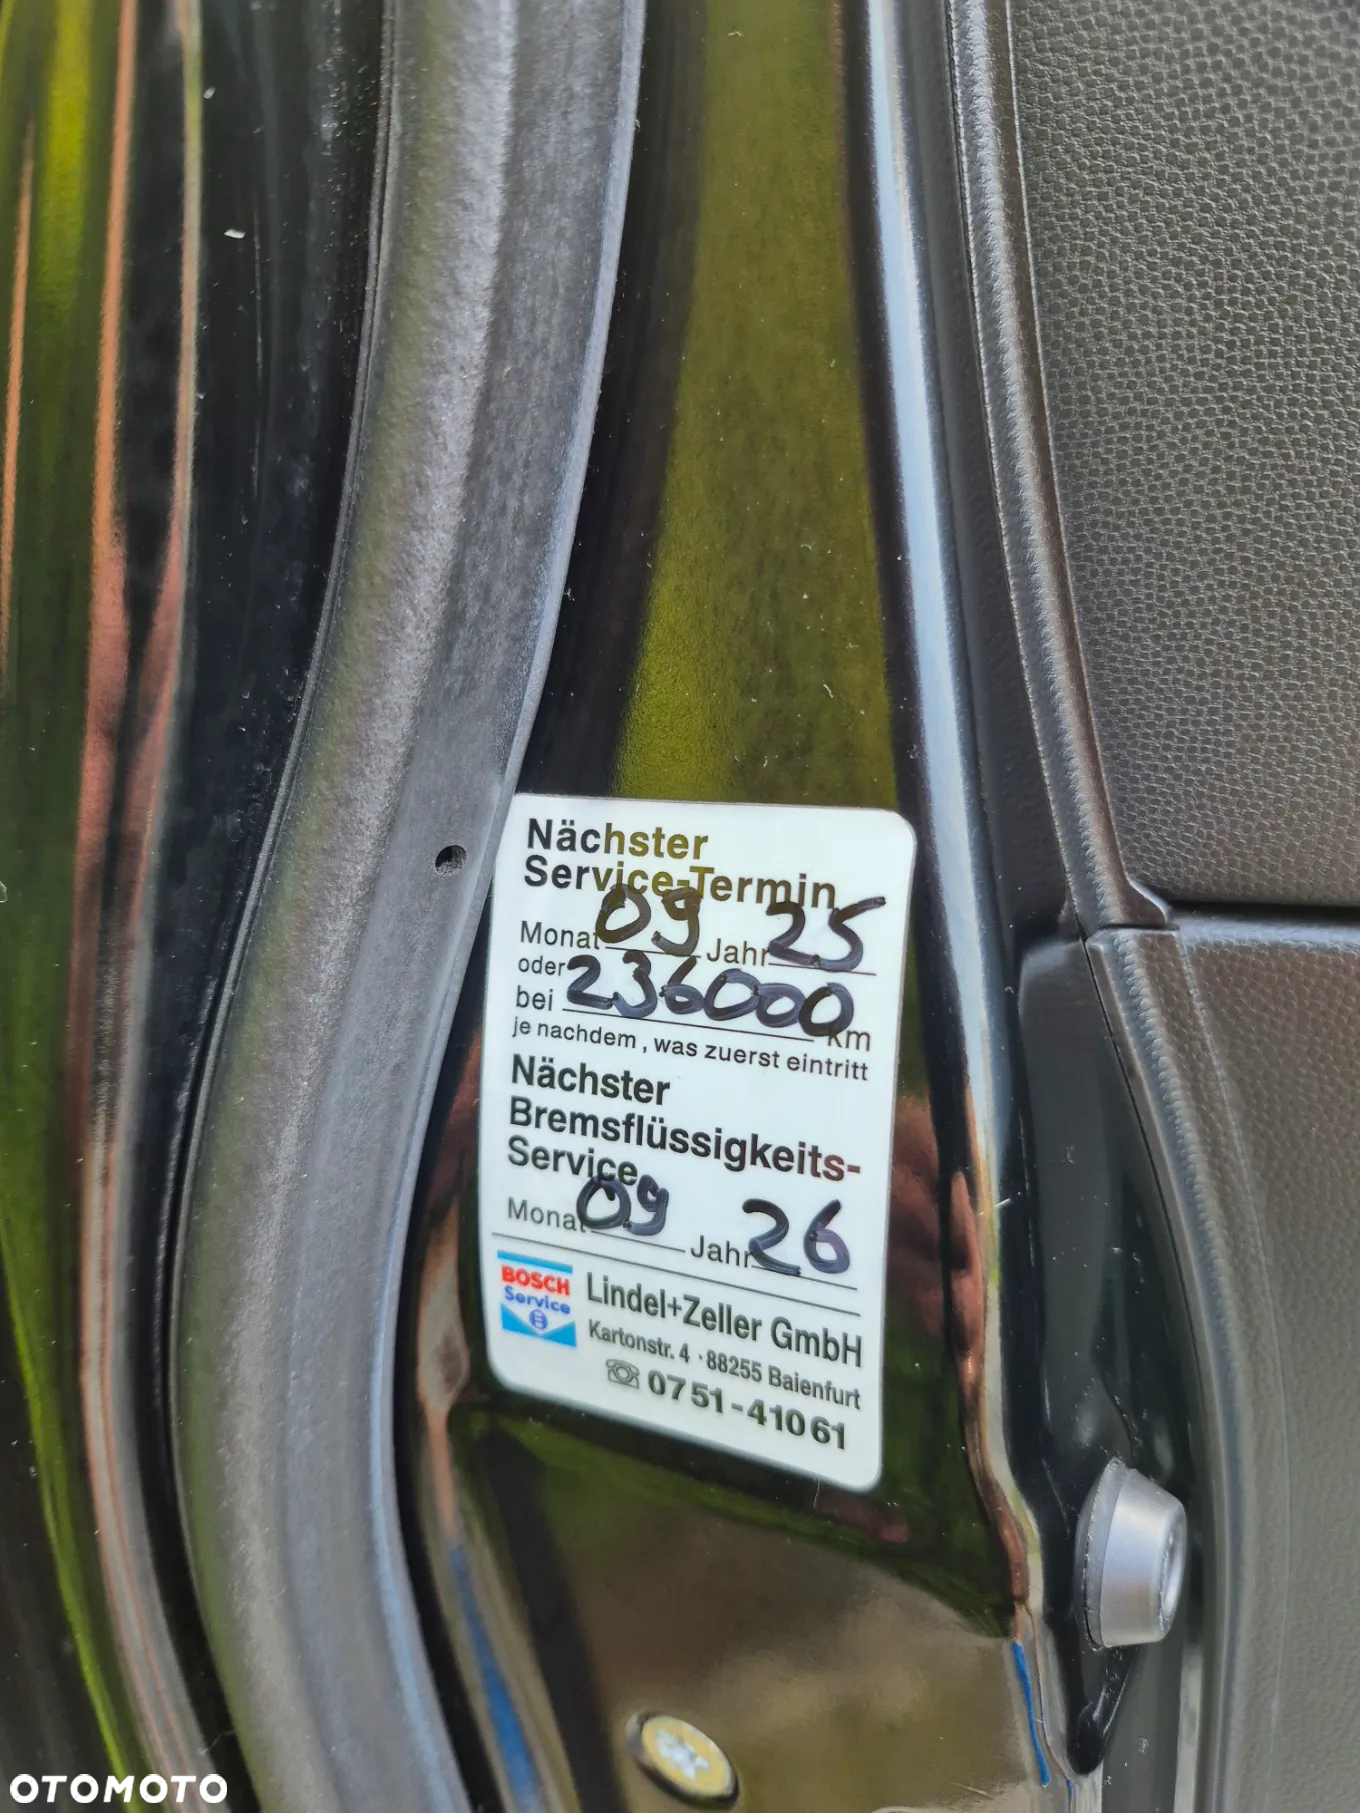 Nächster
Service-Termin
Monat 09 Jahr 25
oder
bei 236000 km
je nachdem, was zuerst eintritt
Nächster
Bremsflüssigkeits-
Service
Monat 09 Jahr 26
BOSCH
Service
Lindel+Zeller GmbH
Kartonstr. 4 · 88255 Baienfurt
☏ 0751-41061
OTOMOTO